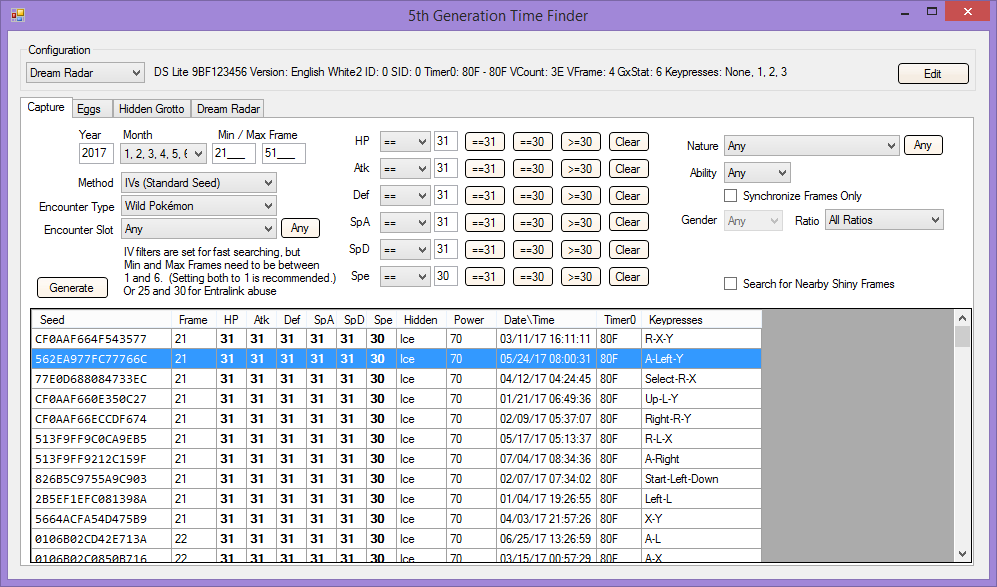 5th Generation Time Finder
Configuration
Dream Radar DS Lite 9BF123456 Version: English White2 ID: 0 SID: 0 Timer0: 80F - 80F VCount: 3E VFrame: 4 GxStat: 6 Keypresses: None, 1, 2, 3 Edit
Capture Eggs Hidden Grotto Dream Radar
Year Month Min / Max Frame
2017 1, 2, 3, 4, 5, 6 21___ 51___
Method IVs (Standard Seed)
Encounter Type Wild Pokémon
Encounter Slot Any Any
IV filters are set for fast searching, but
Min and Max Frames need to be between
1 and 6. (Setting both to 1 is recommended.)
Or 25 and 30 for Entralink abuse
Generate
HP == 31 ==31 ==30 >=30 Clear
Atk == 31 ==31 ==30 >=30 Clear
Def == 31 ==31 ==30 >=30 Clear
SpA == 31 ==31 ==30 >=30 Clear
SpD == 31 ==31 ==30 >=30 Clear
Spe == 30 ==31 ==30 >=30 Clear
Nature Any Any
Ability Any
Synchronize Frames Only
Gender Any Ratio All Ratios
Search for Nearby Shiny Frames
Seed Frame HP Atk Def SpA SpD Spe Hidden Power Date\Time Timer0 Keypresses
CF0AAF664F543577 21 31 31 31 31 31 30 Ice 70 03/11/17 16:11:11 80F R-X-Y
562EA977FC77766C 21 31 31 31 31 31 30 Ice 70 05/24/17 08:00:31 80F A-Left-Y
77E0D688084733EC 21 31 31 31 31 31 30 Ice 70 04/12/17 04:24:45 80F Select-R-X
CF0AAF660E350C27 21 31 31 31 31 31 30 Ice 70 01/21/17 06:49:36 80F Up-L-Y
CF0AAF66ECCDF674 21 31 31 31 31 31 30 Ice 70 02/09/17 05:37:07 80F Right-R-Y
513F9FF9C0CA9EB5 21 31 31 31 31 31 30 Ice 70 05/17/17 05:13:37 80F R-L-X
513F9FF9212C159F 21 31 31 31 31 31 30 Ice 70 07/04/17 08:34:36 80F A-Right
826B5C9755A9C903 21 31 31 31 31 31 30 Ice 70 02/07/17 07:34:02 80F Start-Left-Down
2B5EF1EFC081398A 21 31 31 31 31 31 30 Ice 70 01/04/17 19:26:55 80F Left-L
5664ACFA54D475B9 21 31 31 31 31 31 30 Ice 70 04/03/17 21:57:26 80F X-Y
0106B02CD42E713A 22 31 31 31 31 31 30 Ice 70 06/25/17 13:26:59 80F A-L
0106B02C0850B716 22 31 31 31 31 31 30 Ice 70 03/15/17 00:57:29 80F A-X